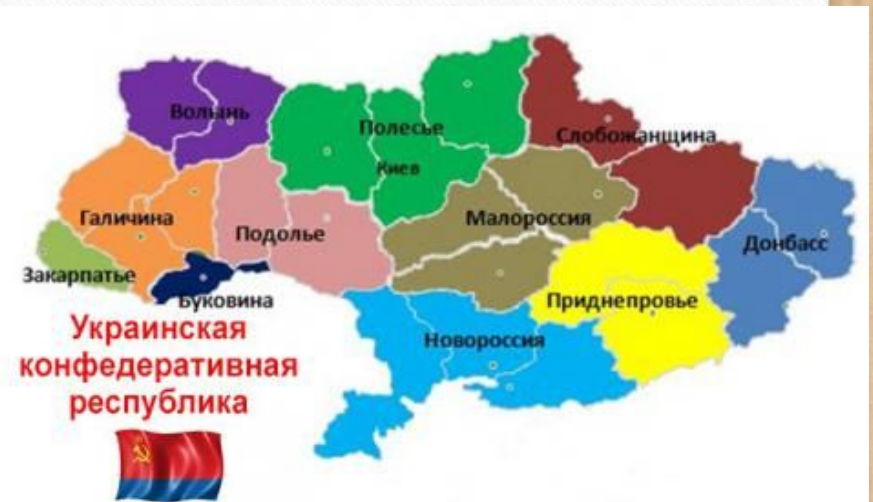 Волынь
Полесье
Слобожанщина
Киев
Галичина
Подолье
Малороссия
Донбасс
Закарпатье
Буковина
Приднепровье
Новороссия
Украинская
конфедеративная
республика